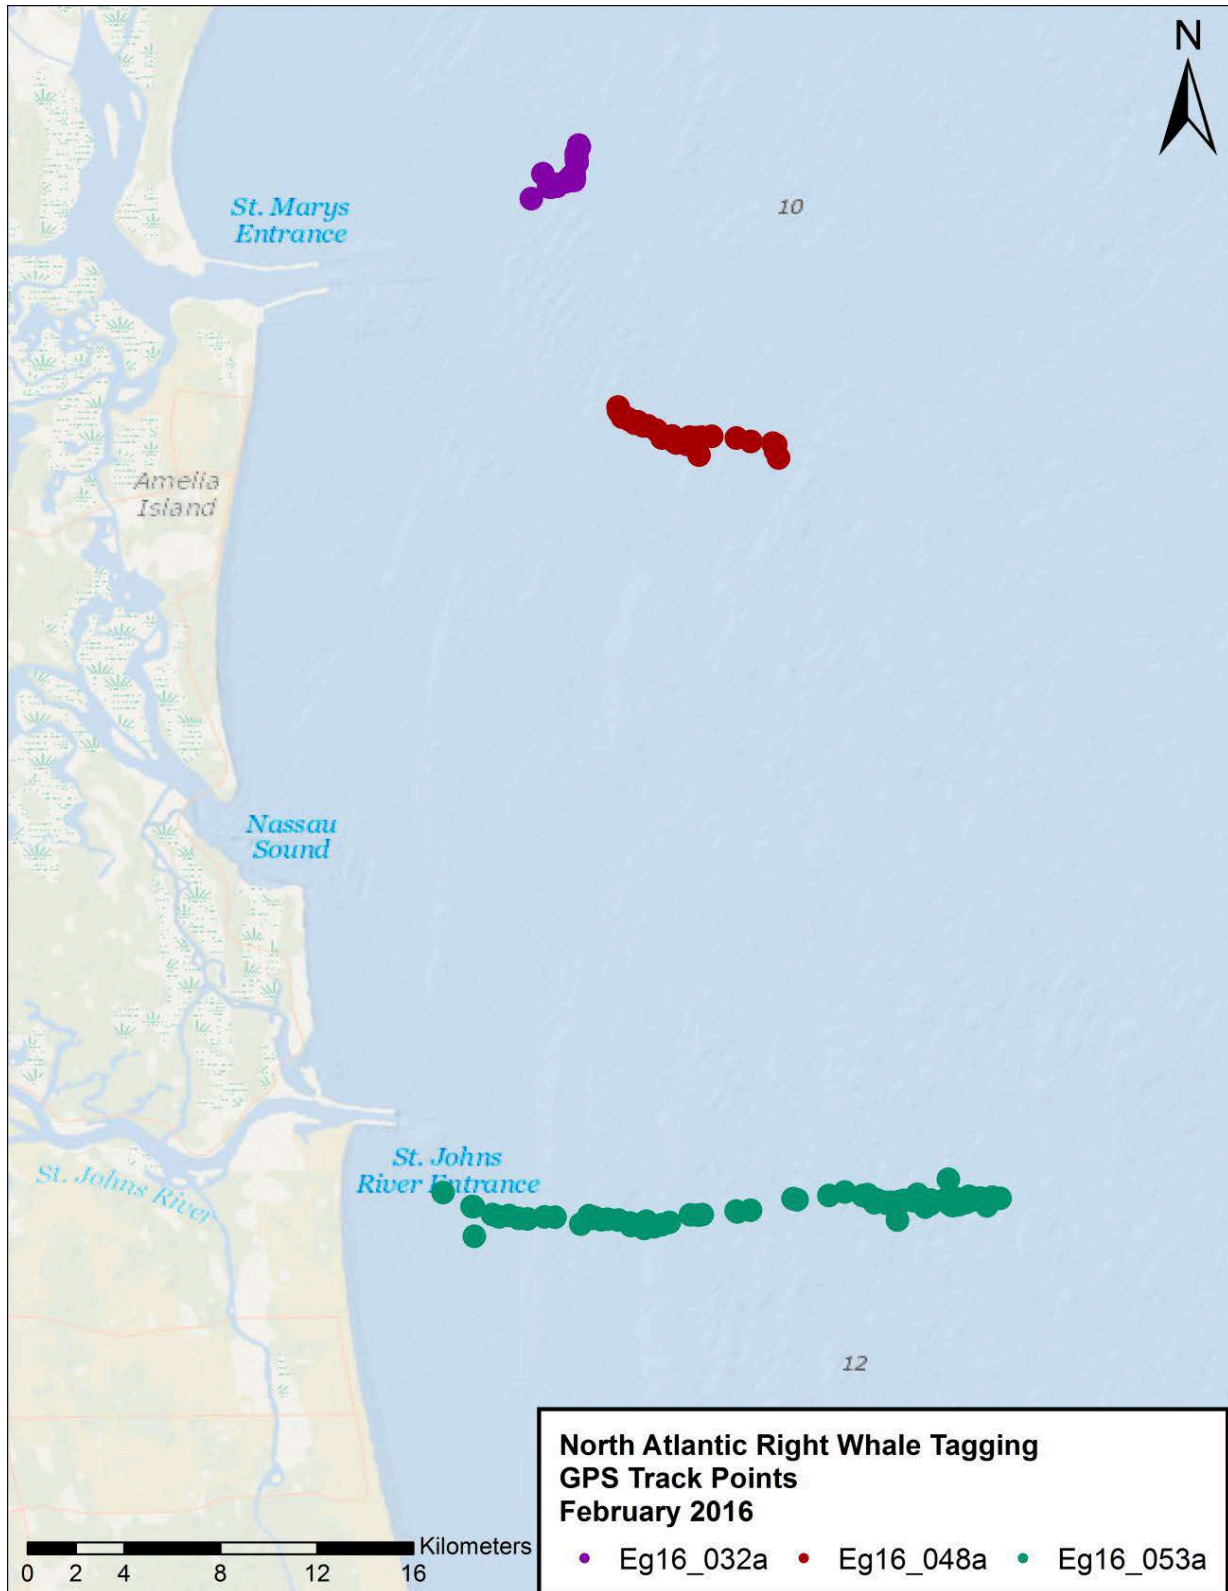 N
St. Marys
Entrance
10
Amelia
Island
Nassau
Sound
St. Johns
River Entrance
St. Johns River
12
North Atlantic Right Whale Tagging
GPS Track Points
February 2016
Eg16_032a Eg16_048a Eg16_053a
Kilometers
0 2 4 8 12 16